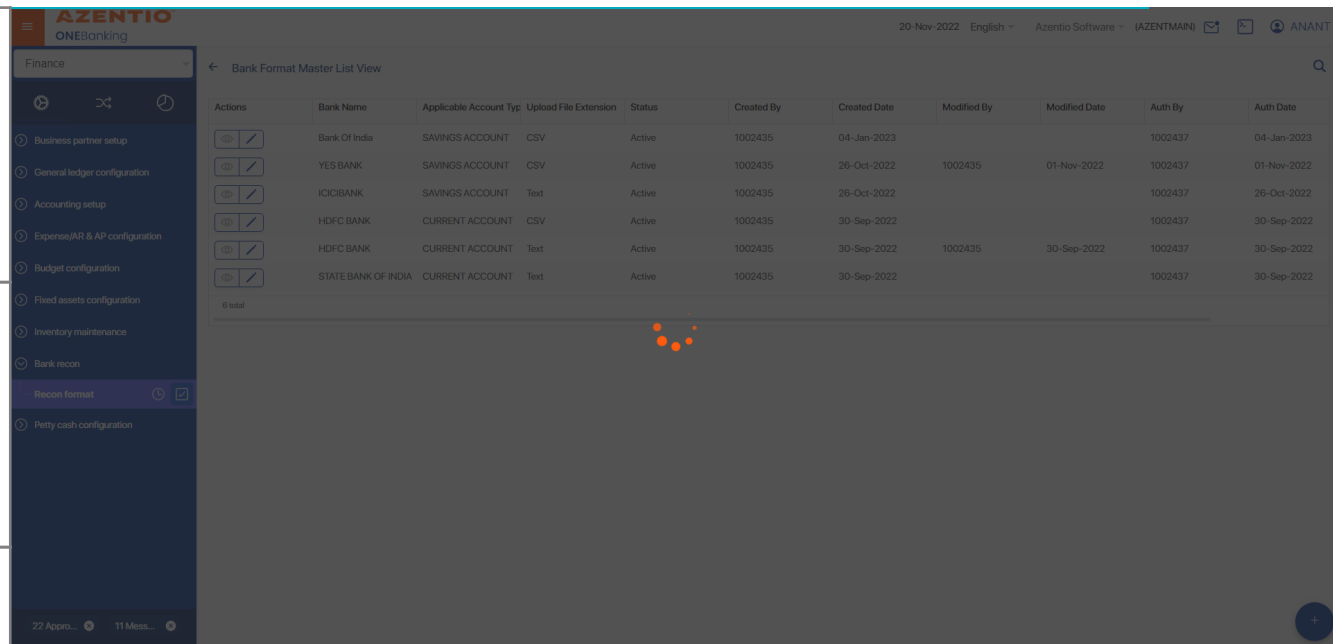 AZENTIO
ONEBanking
20-Nov-2022 English Azentio Software (AZENTMAIN) ANANT
Finance
Bank Format Master List View
Actions Bank Name Applicable Account Typ Upload File Extension Status Created By Created Date Modified By Modified Date Auth By Auth Date
Bank Of India SAVINGS ACCOUNT CSV Active 1002435 04-Jan-2023 1002437 04-Jan-2023
YES BANK SAVINGS ACCOUNT CSV Active 1002435 26-Oct-2022 1002435 01-Nov-2022 1002437 01-Nov-2022
ICICIBANK SAVINGS ACCOUNT Text Active 1002435 26-Oct-2022 1002437 26-Oct-2022
HDFC BANK CURRENT ACCOUNT CSV Active 1002435 30-Sep-2022 1002437 30-Sep-2022
HDFC BANK CURRENT ACCOUNT Text Active 1002435 30-Sep-2022 1002435 30-Sep-2022 1002437 30-Sep-2022
STATE BANK OF INDIA CURRENT ACCOUNT Text Active 1002435 30-Sep-2022 1002437 30-Sep-2022
6 total
Business partner setup
General ledger configuration
Accounting setup
Expense/AR & AP configuration
Budget configuration
Fixed assets configuration
Inventory maintenance
Bank recon
Recon format
Petty cash configuration
22 Appro... 11 Mess...